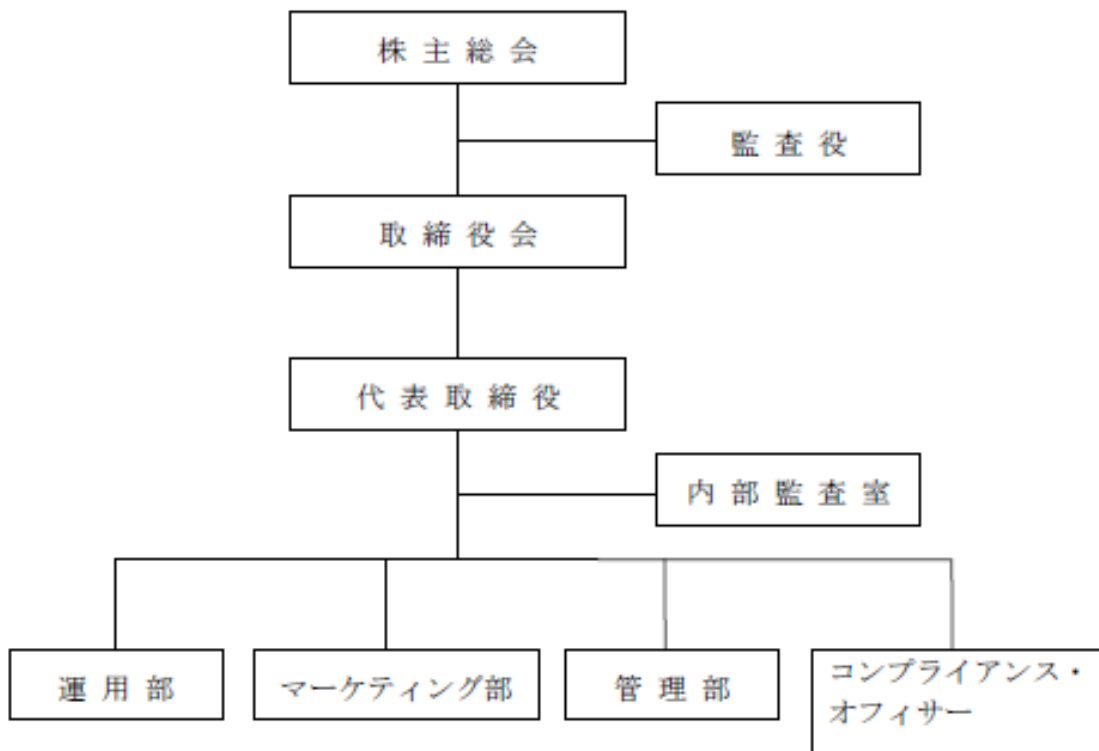 株主総会
監査役
取締役会
代表取締役
内部監査室
運用部
マーケティング部
管理部
コンプライアンス・
オフィサー